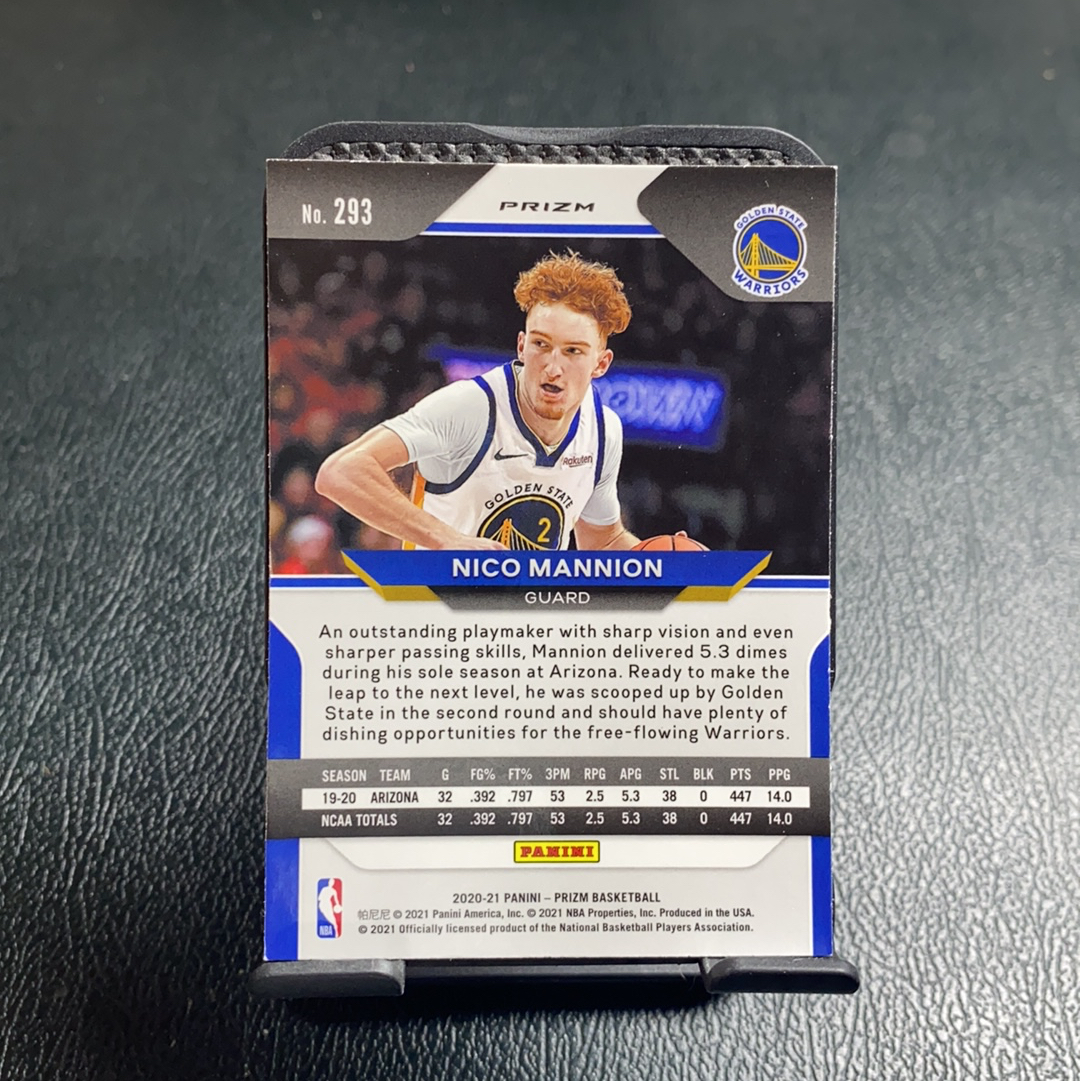 No. 293
PRIZM
GOLDEN STATE
WARRIORS
Rakuten
GOLDEN STATE
2
NICO MANNION
GUARD
An outstanding playmaker with sharp vision and even
sharper passing skills, Mannion delivered 5.3 dimes
during his sole season at Arizona. Ready to make the
leap to the next level, he was scooped up by Golden
State in the second round and should have plenty of
dishing opportunities for the free-flowing Warriors.
SEASON TEAM G FG% FT% 3PM RPG APG STL BLK PTS PPG
19-20 ARIZONA 32 .392 .797 53 2.5 5.3 38 0 447 14.0
NCAA TOTALS 32 .392 .797 53 2.5 5.3 38 0 447 14.0
PANINI
NBA
2020-21 PANINI – PRIZM BASKETBALL
帕尼尼 © 2021 Panini America, Inc. © 2021 NBA Properties, Inc. Produced in the USA.
© 2021 Officially licensed product of the National Basketball Players Association.